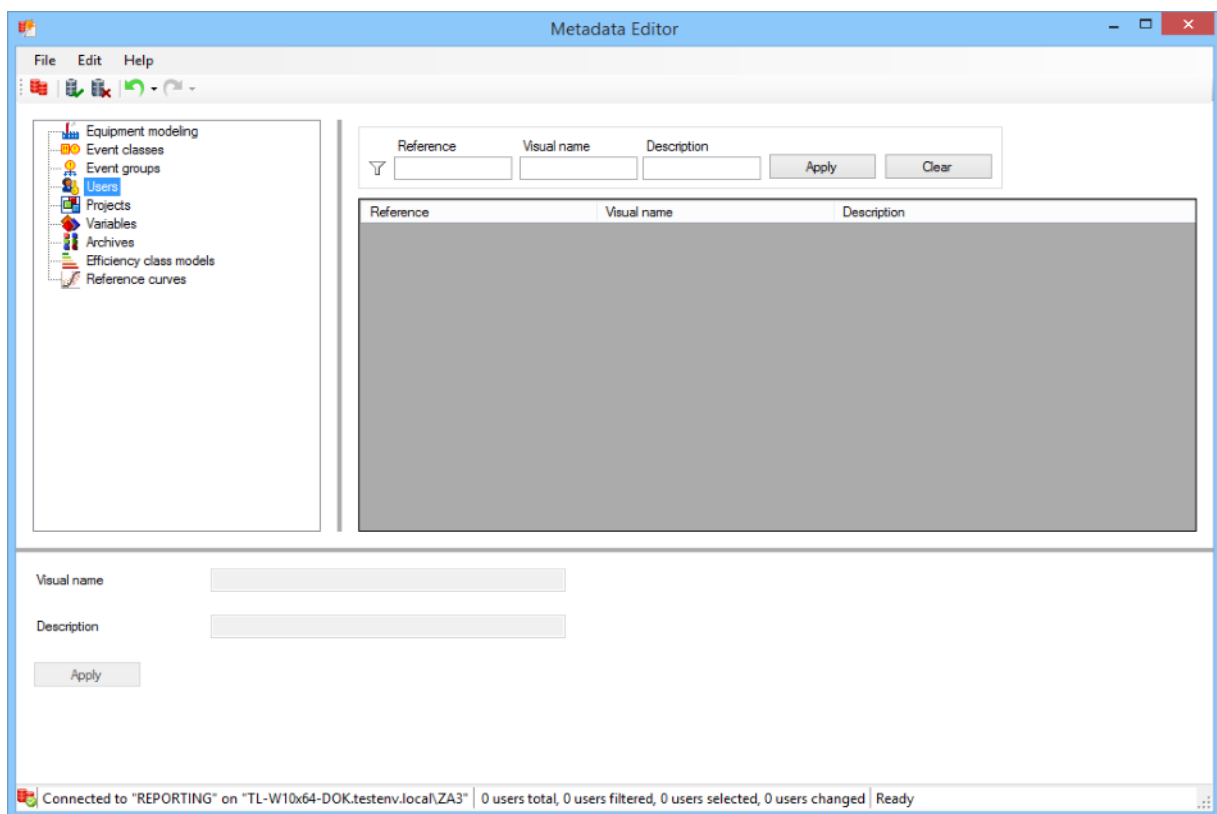 Metadata Editor
File Edit Help
Equipment modeling
Event classes
Event groups
Users
Projects
Variables
Archives
Efficiency class models
Reference curves
Reference Visual name Description
Apply Clear
Reference Visual name Description
Visual name
Description
Apply
Connected to "REPORTING" on "TL-W10x64-DOK.testenv.local\ZA3" 0 users total, 0 users filtered, 0 users selected, 0 users changed Ready